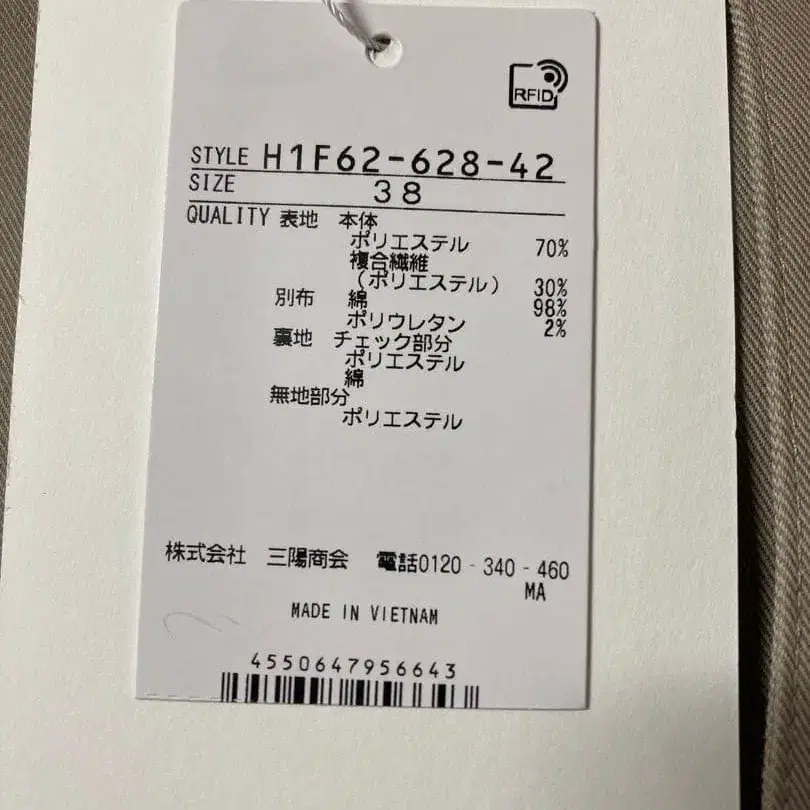 RFID
STYLE H1F62-628-42
SIZE 38
QUALITY 表地 本体
ポリエステル 70%
複合繊維
(ポリエステル) 30%
別布 綿 98%
ポリウレタン 2%
裏地 チェック部分
ポリエステル
綿
無地部分
ポリエステル
株式会社 三陽商会 電話0120-340-460
MA
MADE IN VIETNAM
4550647956643